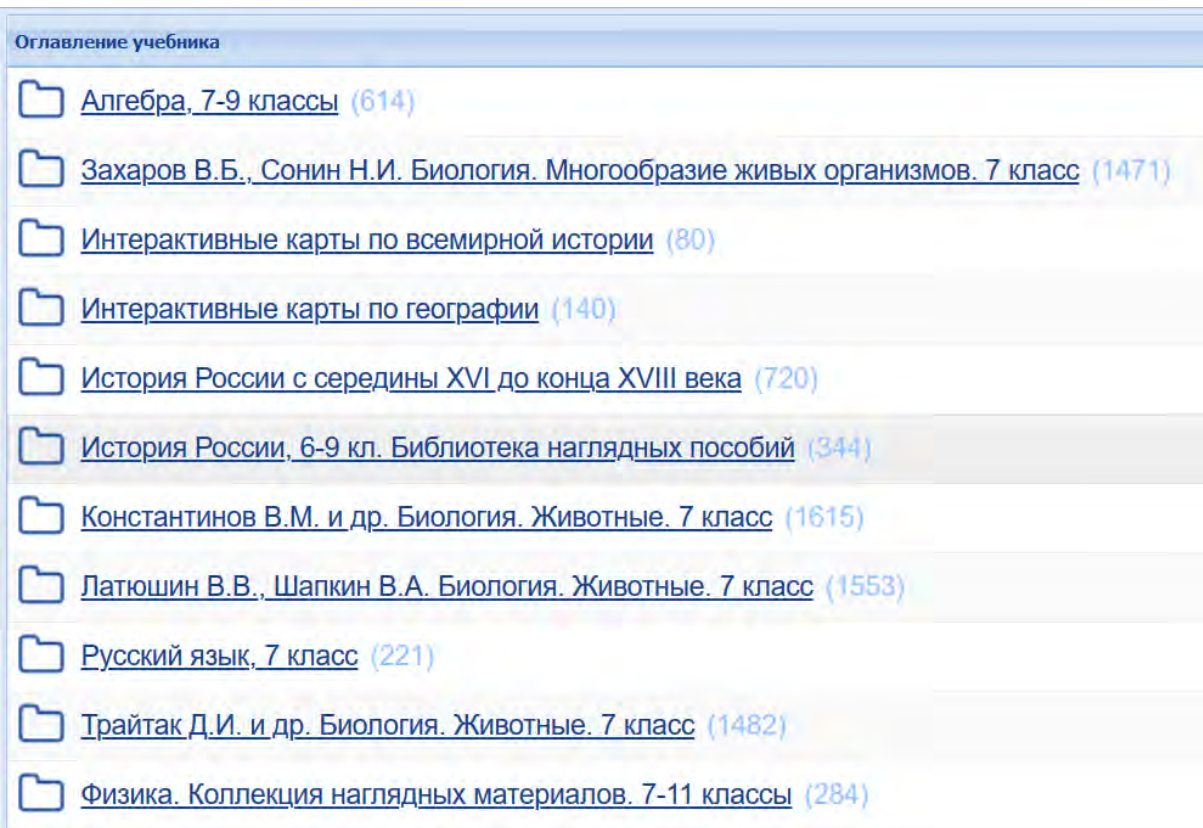 Оглавление учебника
Алгебра, 7-9 классы (614)
Захаров В.Б., Сонин Н.И. Биология. Многообразие живых организмов. 7 класс (1471)
Интерактивные карты по всемирной истории (80)
Интерактивные карты по географии (140)
История России с середины XVI до конца XVIII века (720)
История России, 6-9 кл. Библиотека наглядных пособий (344)
Константинов В.М. и др. Биология. Животные. 7 класс (1615)
Латюшин В.В., Шапкин В.А. Биология. Животные. 7 класс (1553)
Русский язык, 7 класс (221)
Трайтак Д.И. и др. Биология. Животные. 7 класс (1482)
Физика. Коллекция наглядных материалов. 7-11 классы (284)